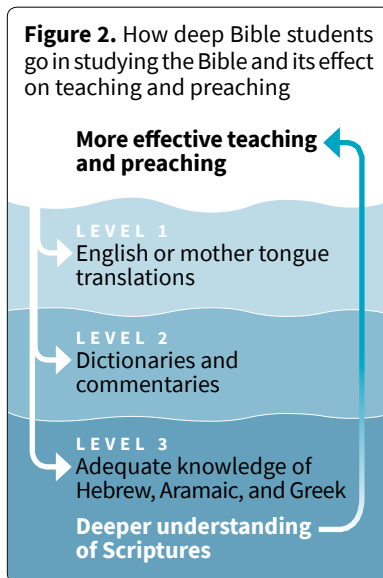 Figure 2. How deep Bible students
go in studying the Bible and its effect
on teaching and preaching
More effective teaching
and preaching
LEVEL 1
English or mother tongue
translations
LEVEL 2
Dictionaries and
commentaries
LEVEL 3
Adequate knowledge of
Hebrew, Aramaic, and Greek
Deeper understanding
of Scriptures